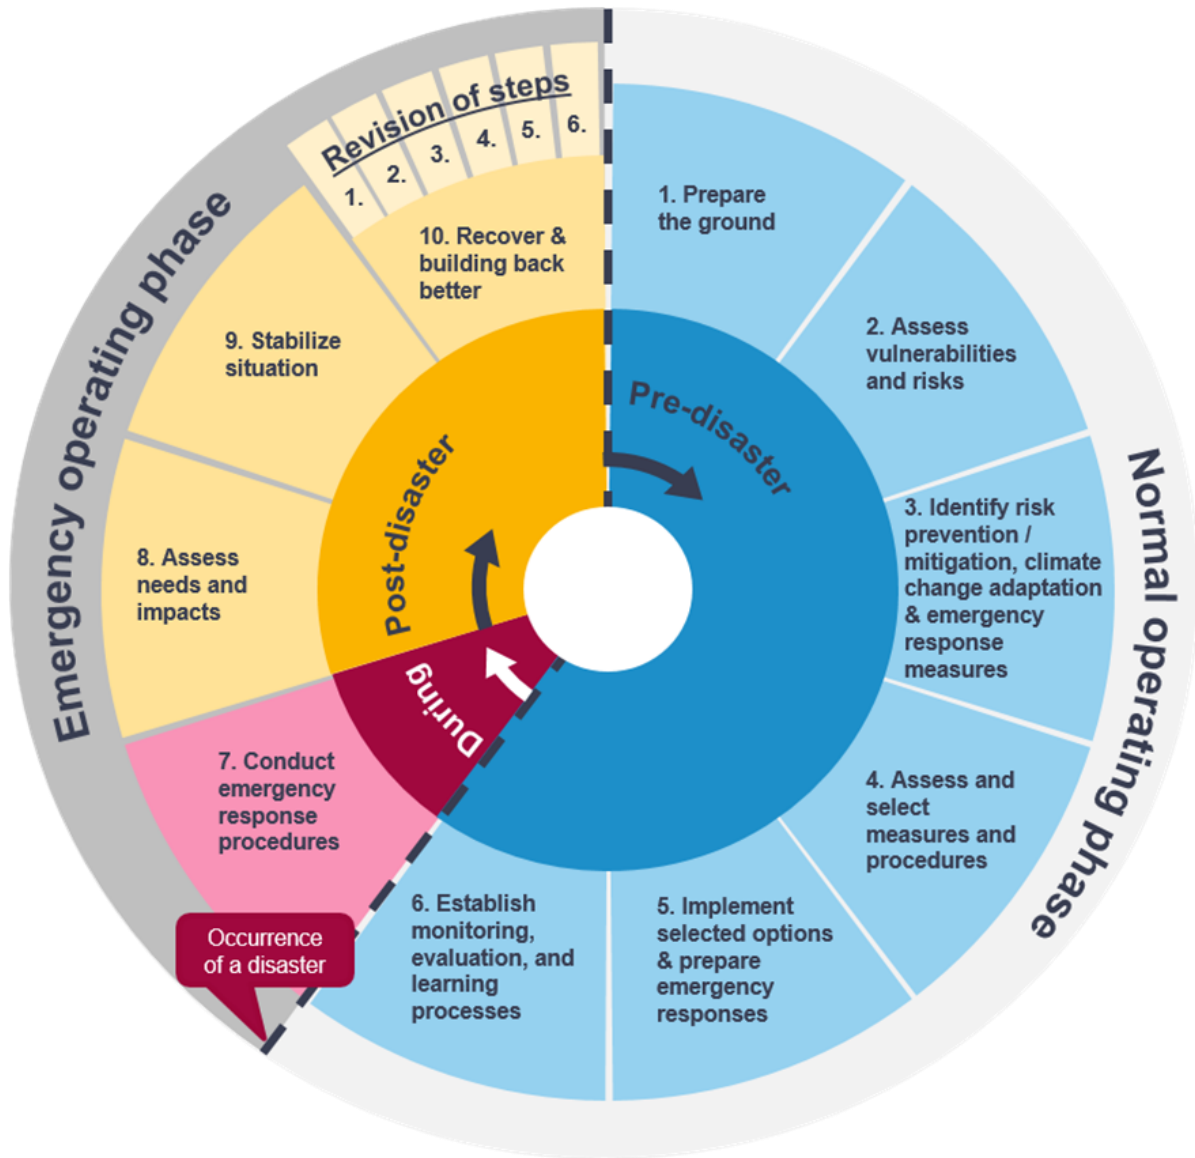 Emergency operating phase
Normal operating phase
Pre-disaster
During
Post-disaster
1. Prepare
the ground
2. Assess
vulnerabilities
and risks
3. Identify risk
prevention /
mitigation, climate
change adaptation
& emergency
response
measures
4. Assess and
select
measures and
procedures
5. Implement
selected options
& prepare
emergency
responses
6. Establish
monitoring,
evaluation, and
learning
processes
Occurrence
of a disaster
7. Conduct
emergency
response
procedures
8. Assess
needs and
impacts
9. Stabilize
situation
10. Recover &
building back
better
Revision of steps
1.
2.
3.
4.
5.
6.